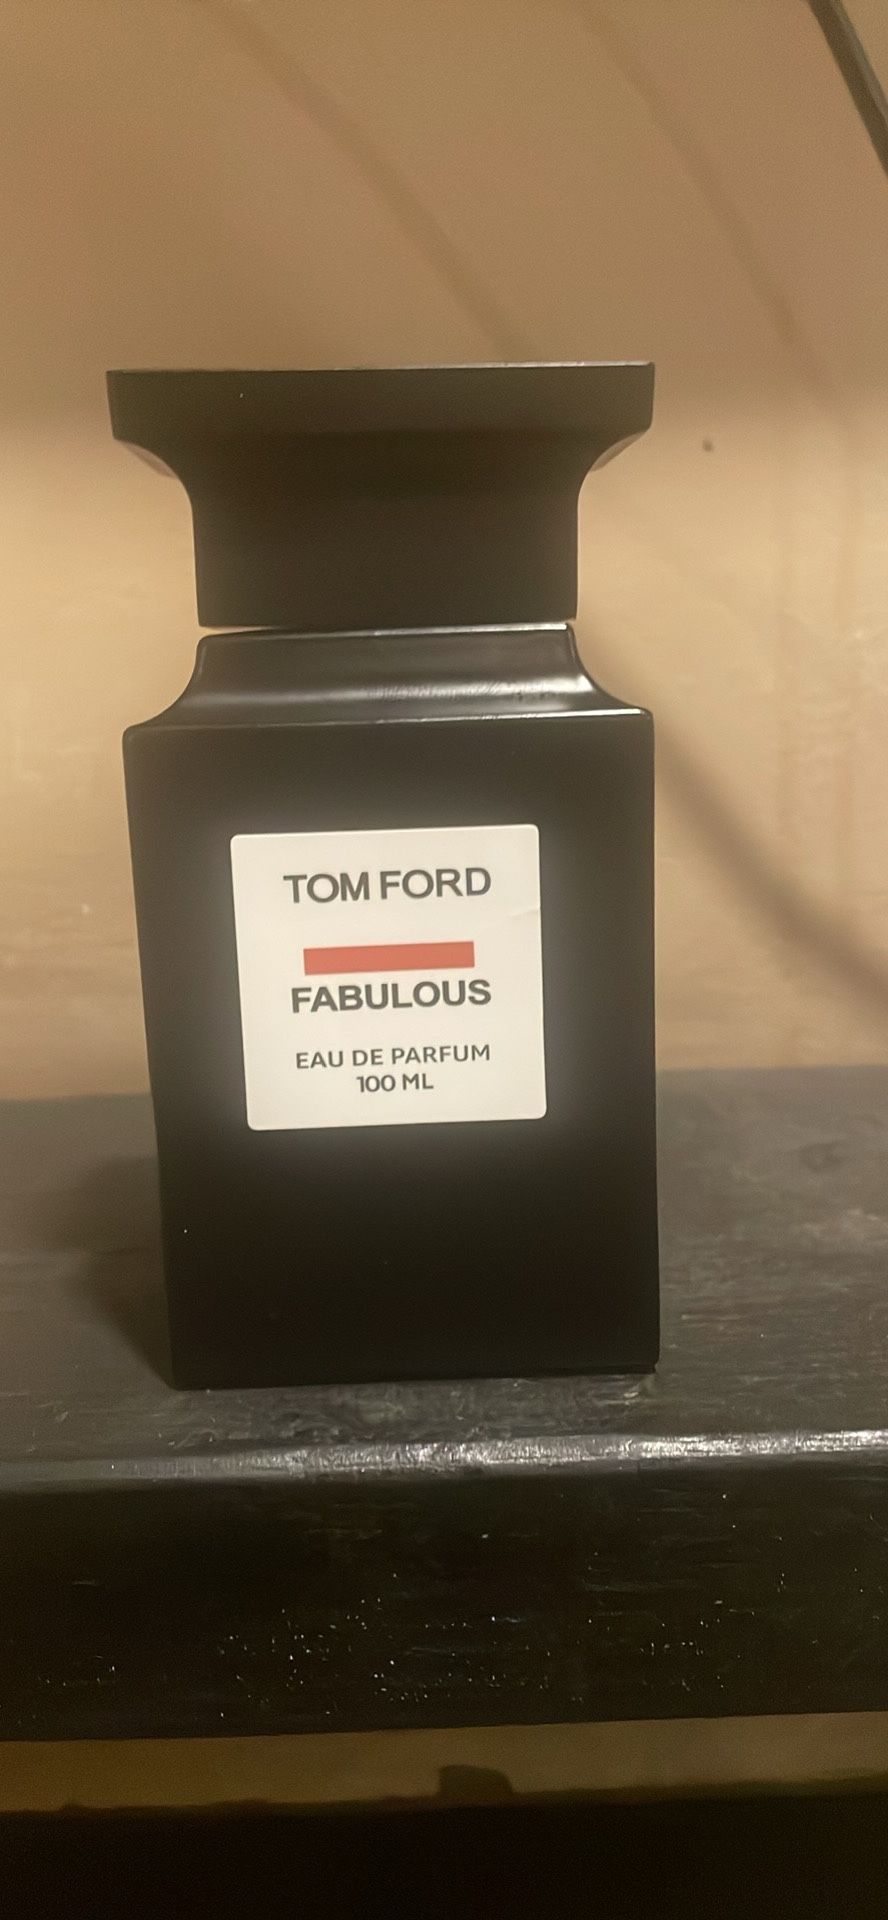 TOM FORD
FABULOUS
EAU DE PARFUM
100 ML